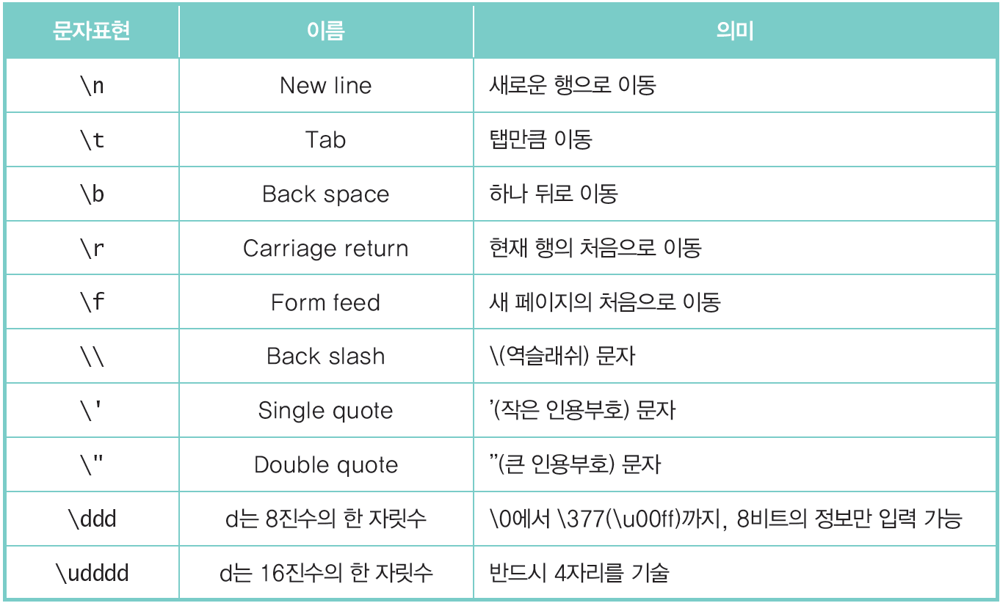 문자표현 이름 의미
\n New line 새로운 행으로 이동
\t Tab 탭만큼 이동
\b Back space 하나 뒤로 이동
\r Carriage return 현재 행의 처음으로 이동
\f Form feed 새 페이지의 처음으로 이동
\\ Back slash \(역슬래쉬) 문자
\' Single quote ’(작은 인용부호) 문자
\" Double quote ”(큰 인용부호) 문자
\ddd d는 8진수의 한 자릿수 \0에서 \377(\u00ff)까지, 8비트의 정보만 입력 가능
\udddd d는 16진수의 한 자릿수 반드시 4자리를 기술